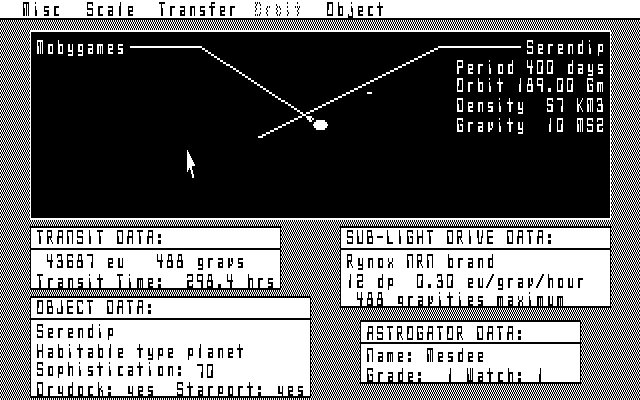 Misc Scale Transfer Orbit Object
Mobygames
Serendip
Period 400 days
Orbit 189.00 Gm
Density 57 KM3
Gravity 10 MS2
TRANSIT DATA:
43687 eu 488 gravs
Transit Time: 298.4 hrs
OBJECT DATA:
Serendip
Habitable type planet
Sophistication: 70
Drydock: yes Starport: yes
SUB-LIGHT DRIVE DATA:
Rynox NRN brand
12 dp 0.30 eu/grav/hour
488 gravities maximum
ASTROGATOR DATA:
Name: Mesdee
Grade: 1 Watch: 1